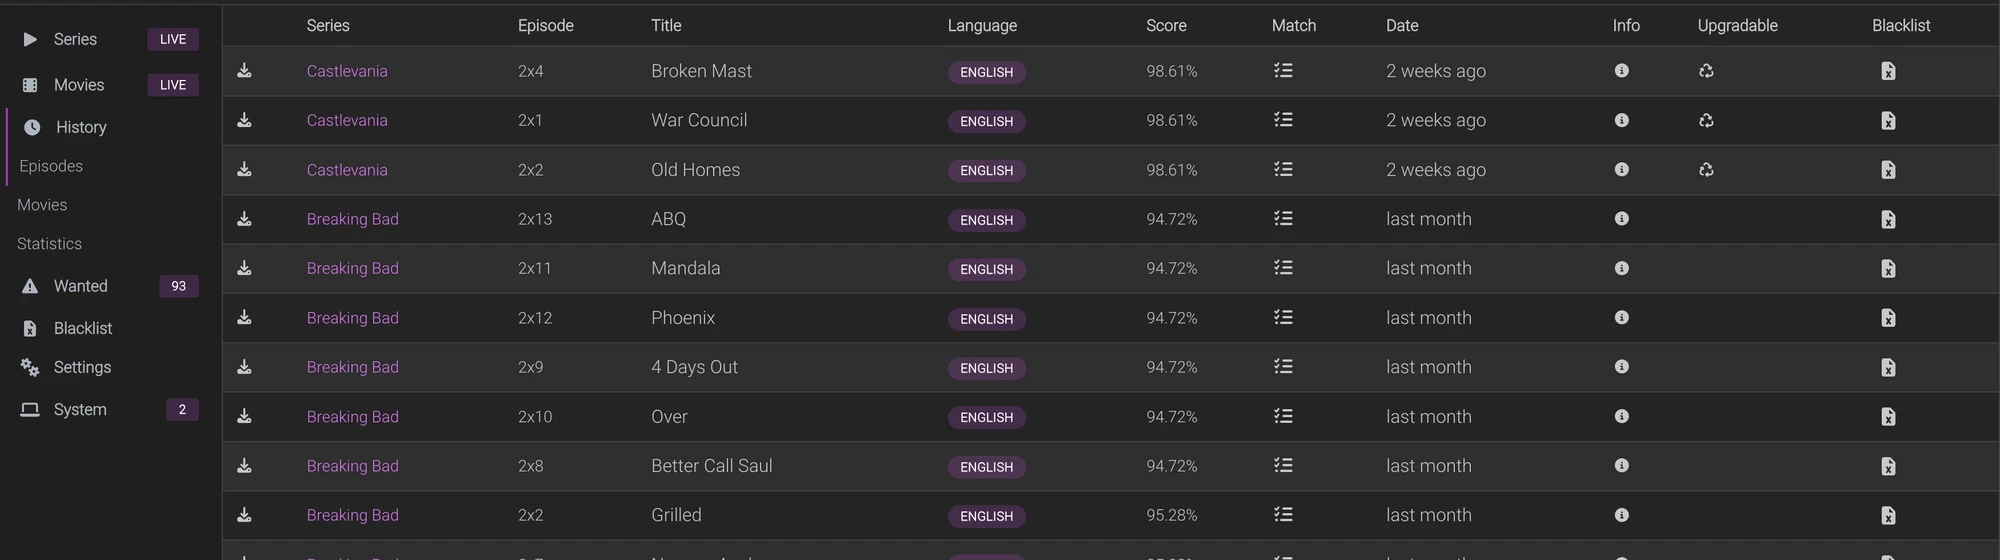 Series Episode Title Language Score Match Date Info Upgradable Blacklist
Series LIVE
Movies LIVE
History
Episodes
Movies
Statistics
Wanted 93
Blacklist
Settings
System 2
Castlevania 2x4 Broken Mast ENGLISH 98.61% 2 weeks ago
Castlevania 2x1 War Council ENGLISH 98.61% 2 weeks ago
Castlevania 2x2 Old Homes ENGLISH 98.61% 2 weeks ago
Breaking Bad 2x13 ABQ ENGLISH 94.72% last month
Breaking Bad 2x11 Mandala ENGLISH 94.72% last month
Breaking Bad 2x12 Phoenix ENGLISH 94.72% last month
Breaking Bad 2x9 4 Days Out ENGLISH 94.72% last month
Breaking Bad 2x10 Over ENGLISH 94.72% last month
Breaking Bad 2x8 Better Call Saul ENGLISH 94.72% last month
Breaking Bad 2x2 Grilled ENGLISH 95.28% last month